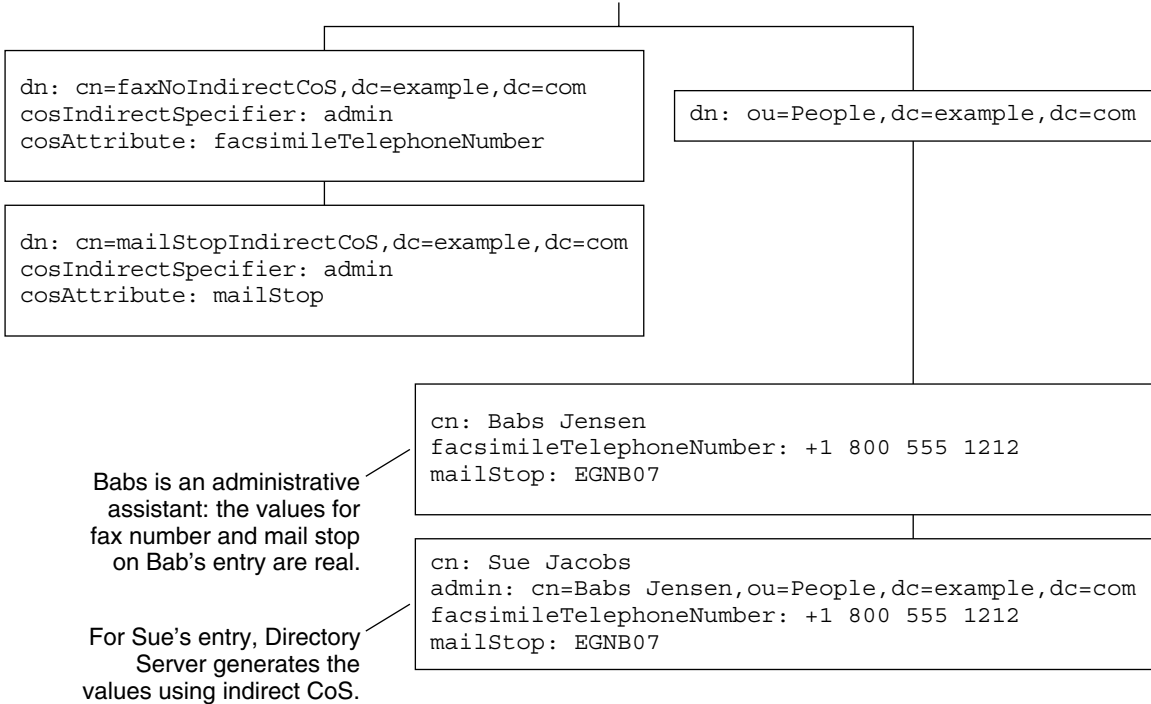 dn: cn=faxNoIndirectCoS,dc=example,dc=com
cosIndirectSpecifier: admin
cosAttribute: facsimileTelephoneNumber
dn: ou=People,dc=example,dc=com
dn: cn=mailStopIndirectCoS,dc=example,dc=com
cosIndirectSpecifier: admin
cosAttribute: mailStop
cn: Babs Jensen
facsimileTelephoneNumber: +1 800 555 1212
mailStop: EGNB07
Babs is an administrative
assistant: the values for
fax number and mail stop
on Bab's entry are real.
cn: Sue Jacobs
admin: cn=Babs Jensen,ou=People,dc=example,dc=com
facsimileTelephoneNumber: +1 800 555 1212
mailStop: EGNB07
For Sue's entry, Directory
Server generates the
values using indirect CoS.